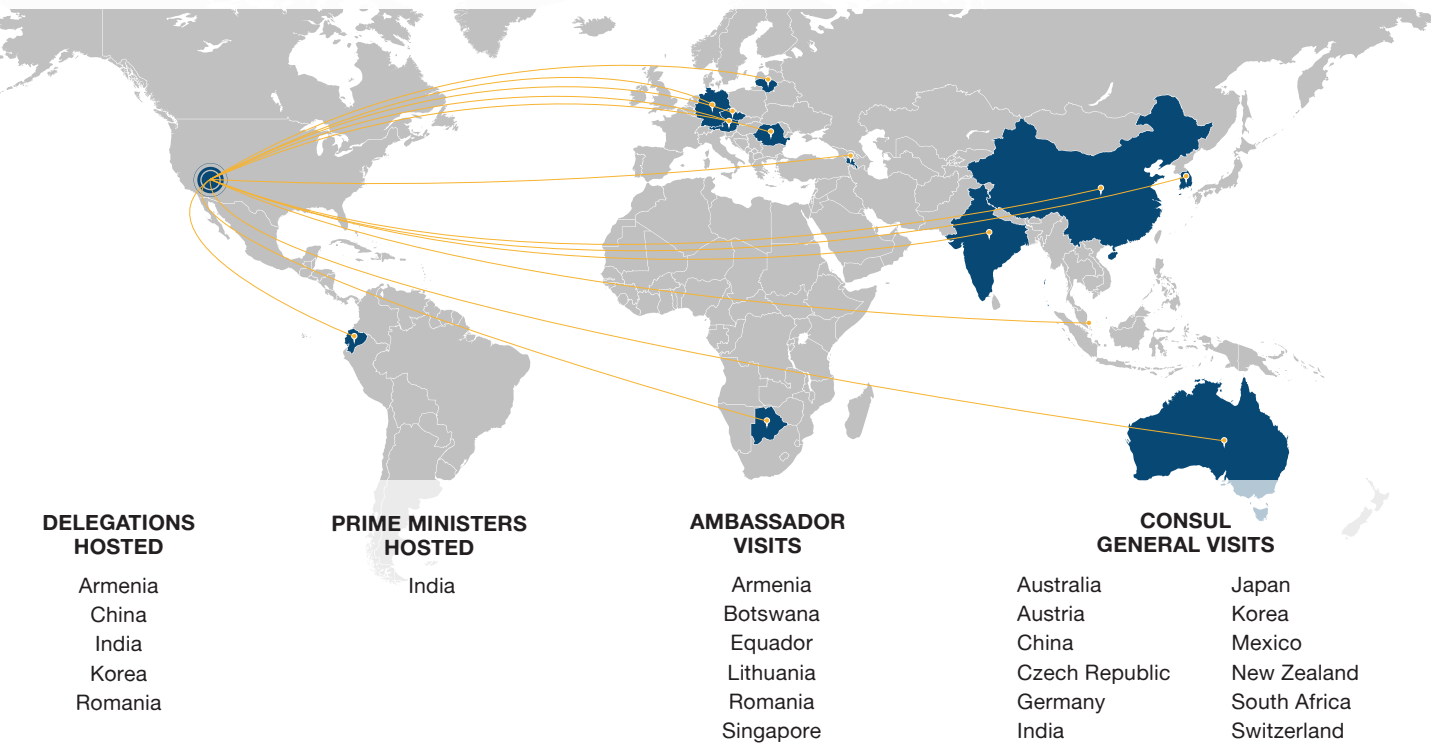 DELEGATIONS
HOSTED
Armenia
China
India
Korea
Romania
PRIME MINISTERS
HOSTED
India
AMBASSADOR
VISITS
Armenia
Botswana
Equador
Lithuania
Romania
Singapore
CONSUL
GENERAL VISITS
Australia
Austria
China
Czech Republic
Germany
India
Japan
Korea
Mexico
New Zealand
South Africa
Switzerland